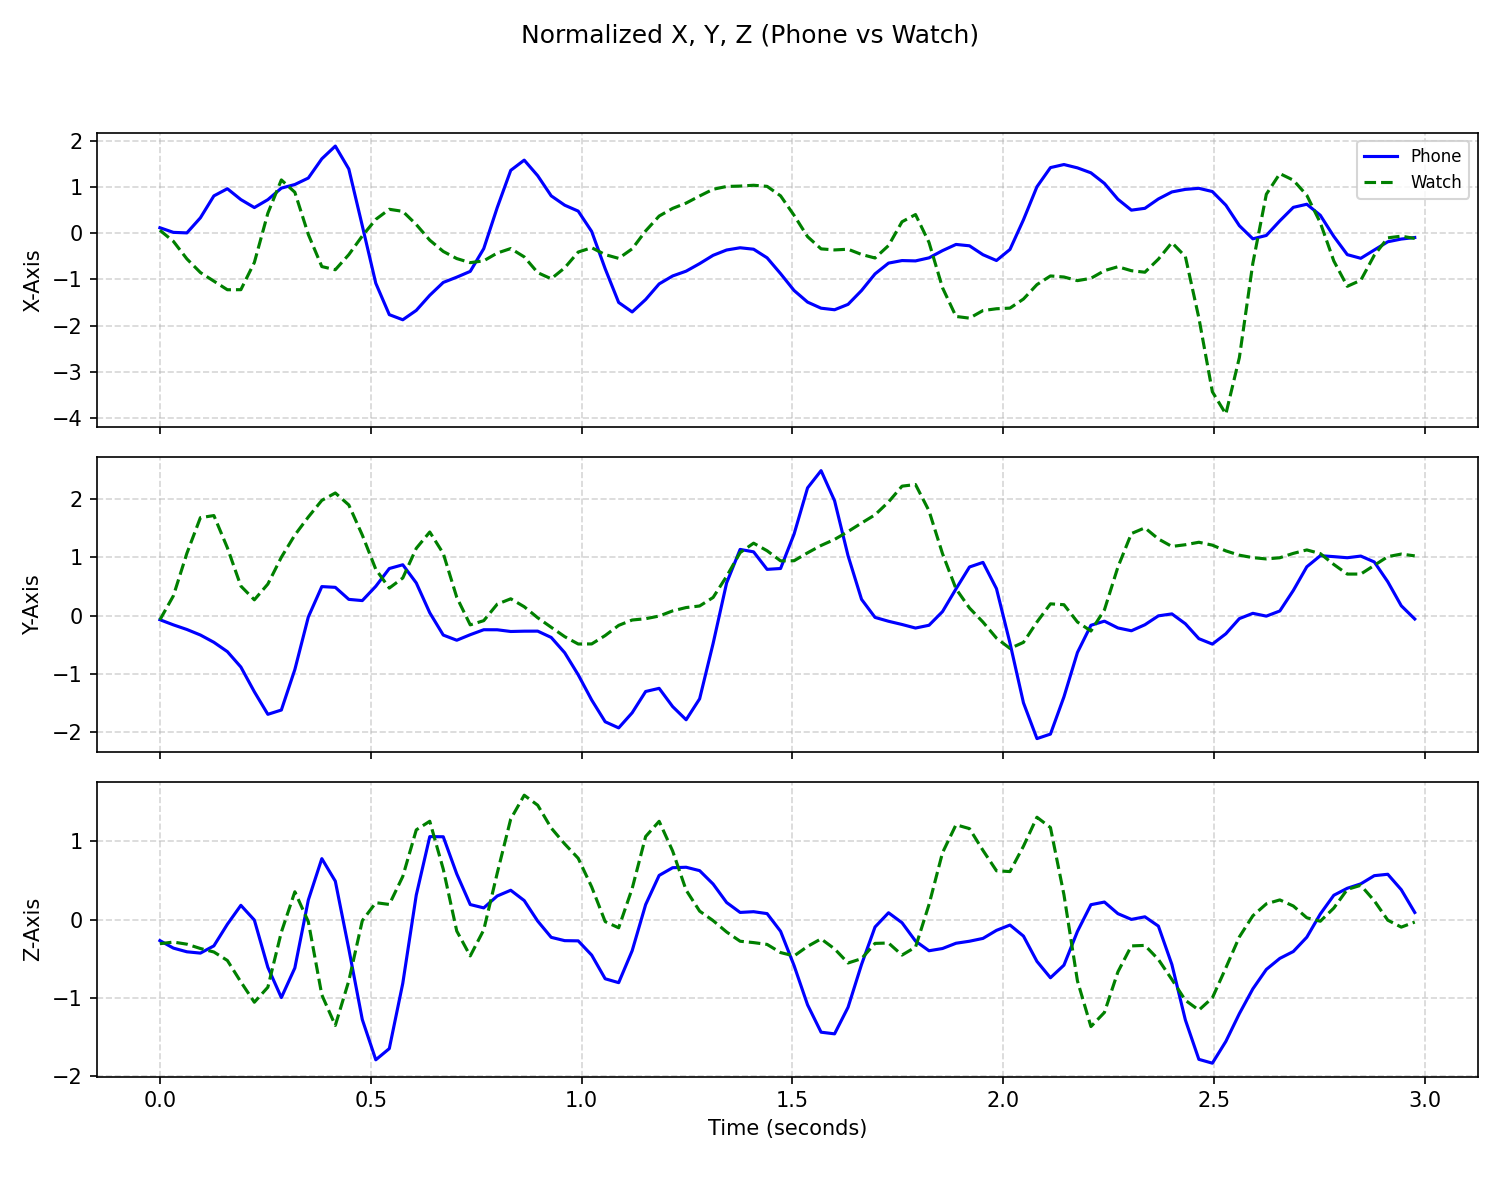 Normalized X, Y, Z (Phone vs Watch)
2
1
0
−1
−2
−3
−4
X-Axis
Phone
Watch
2
1
0
−1
−2
Y-Axis
1
0
−1
−2
Z-Axis
0.0 0.5 1.0 1.5 2.0 2.5 3.0
Time (seconds)